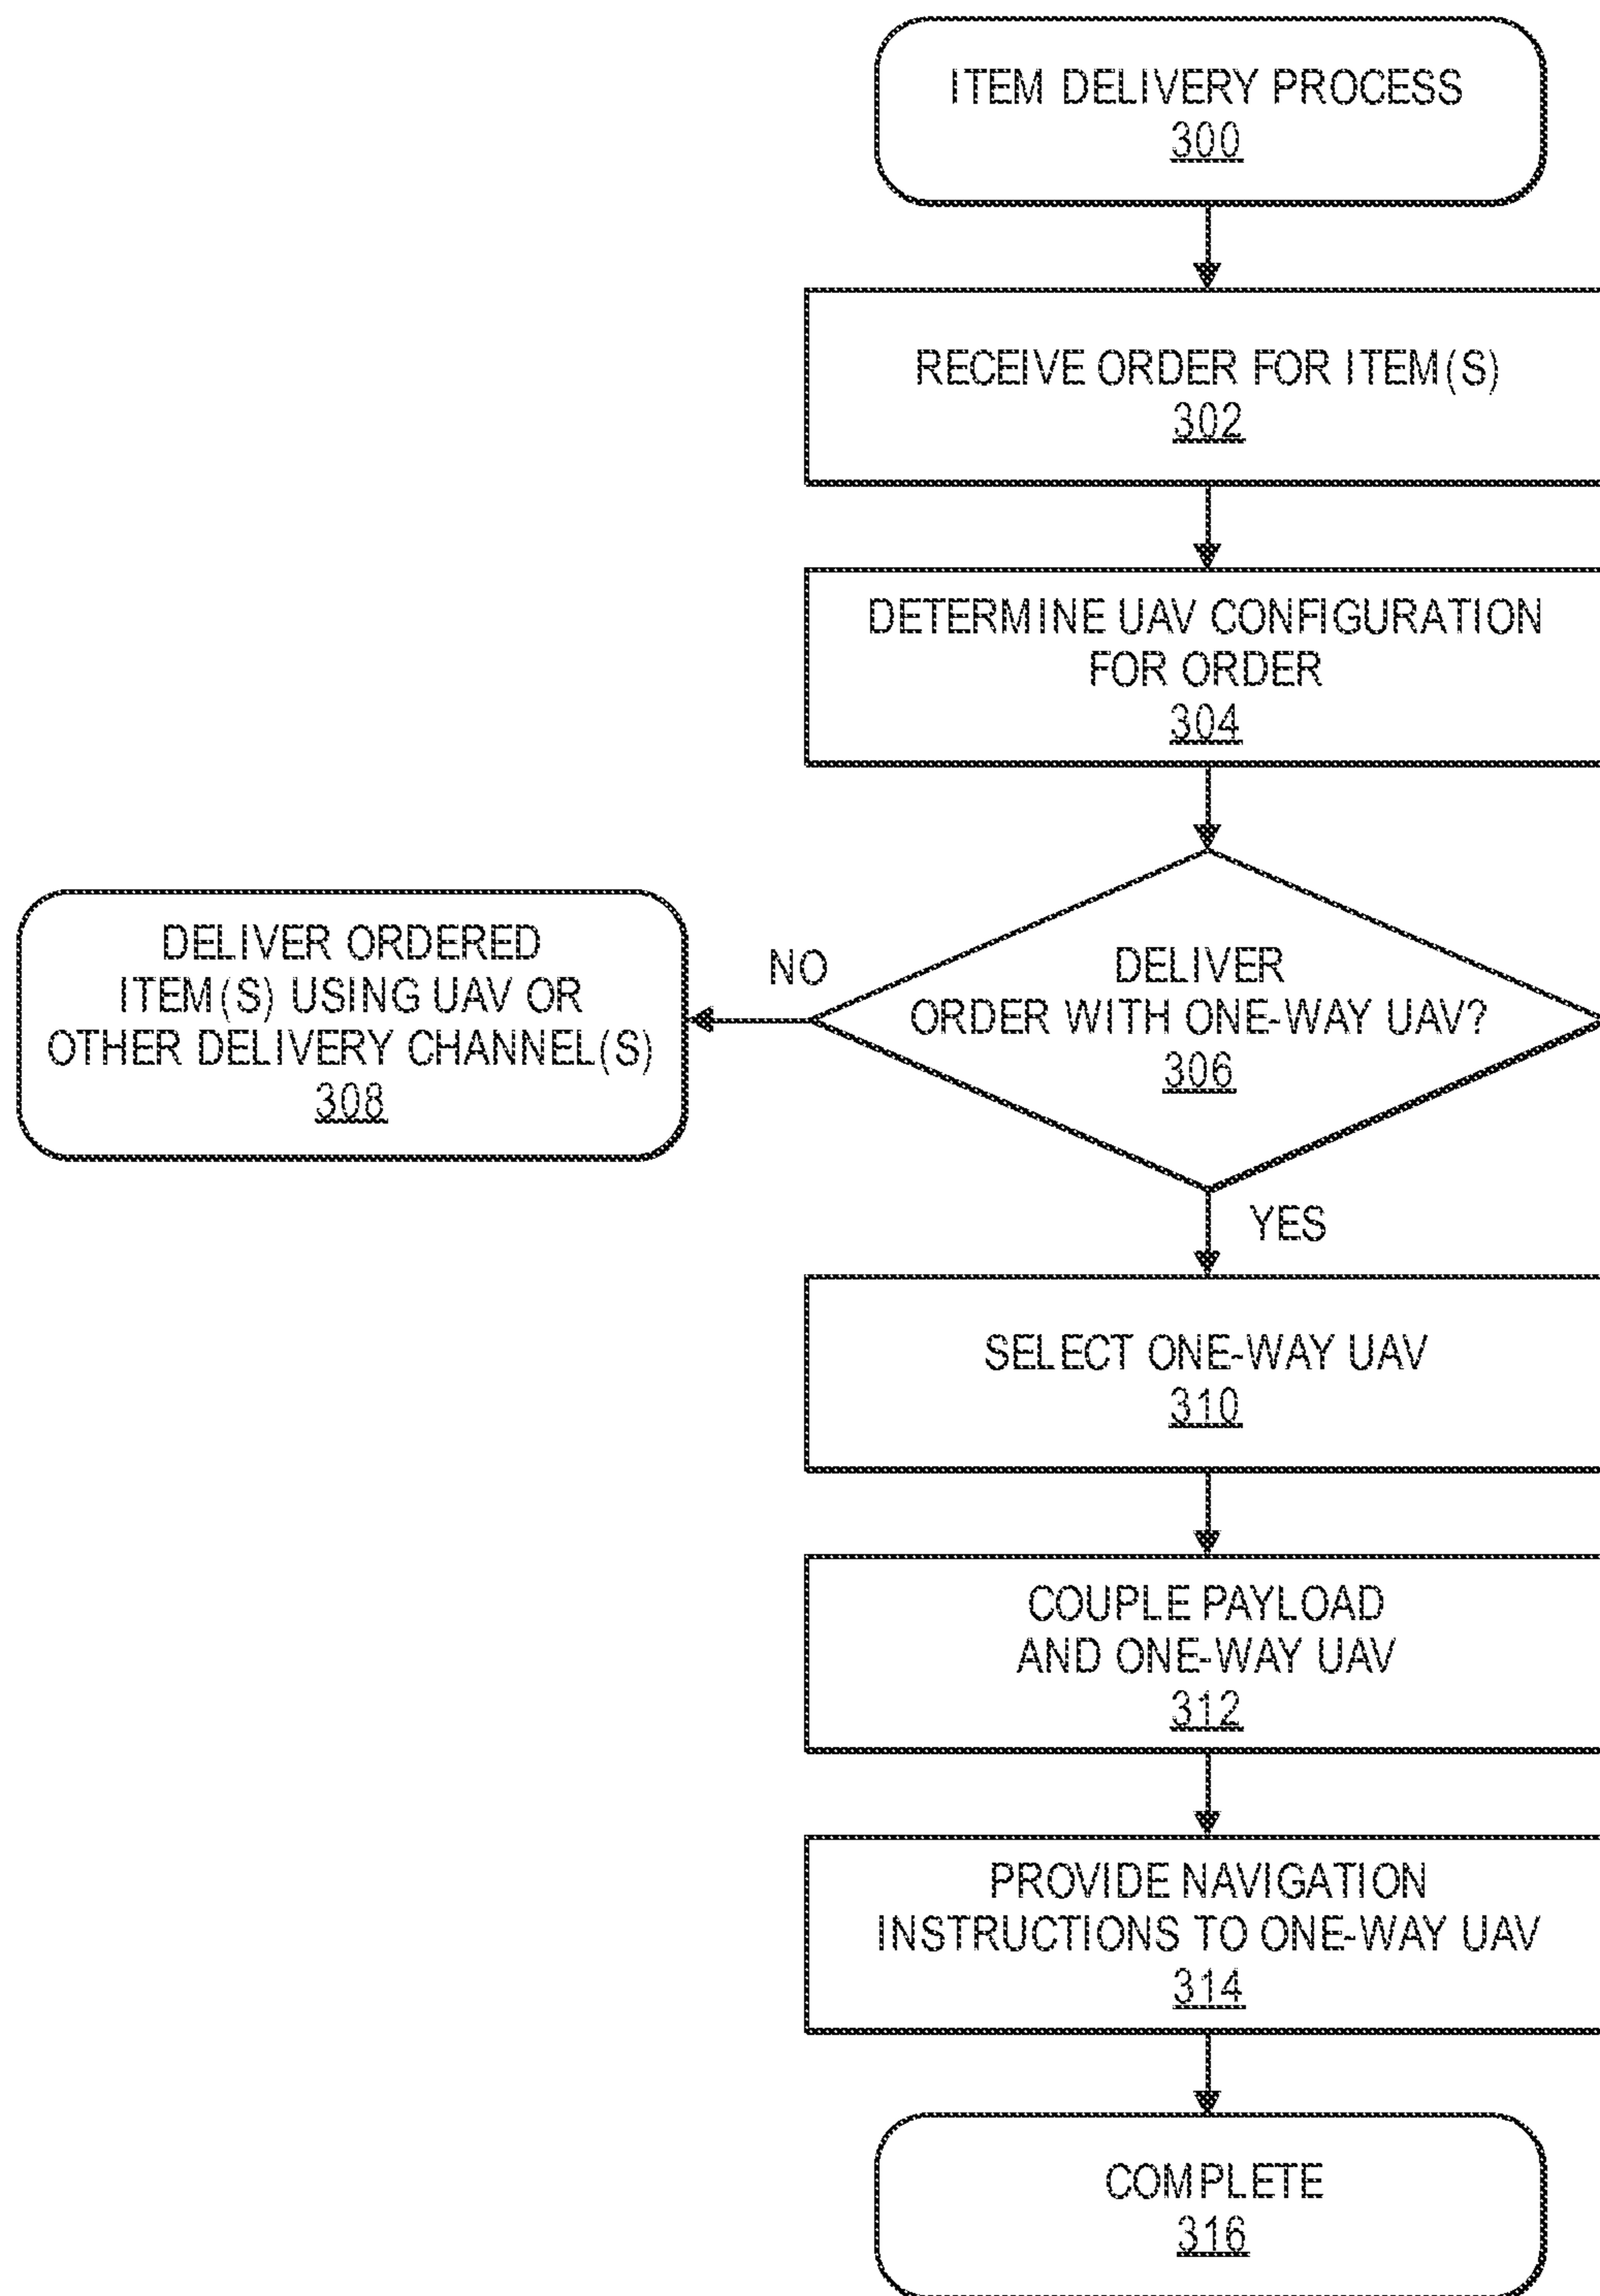 ITEM DELIVERY PROCESS
300
RECEIVE ORDER FOR ITEM(S)
302
DETERMINE UAV CONFIGURATION
FOR ORDER
304
DELIVER
ORDER WITH ONE-WAY UAV?
306
NO
DELIVER ORDERED
ITEM(S) USING UAV OR
OTHER DELIVERY CHANNEL(S)
308
YES
SELECT ONE-WAY UAV
310
COUPLE PAYLOAD
AND ONE-WAY UAV
312
PROVIDE NAVIGATION
INSTRUCTIONS TO ONE-WAY UAV
314
COMPLETE
316